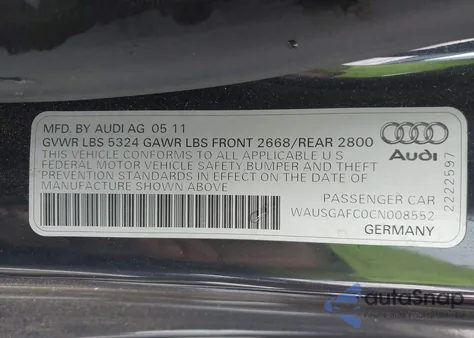 MFD. BY AUDI AG 05 11
GVWR LBS 5324 GAWR LBS FRONT 2668/REAR 2800
THIS VEHICLE CONFORMS TO ALL APPLICABLE U S
FEDERAL MOTOR VEHICLE SAFETY BUMPER AND THEFT
PREVENTION STANDARDS IN EFFECT ON THE DATE OF
MANUFACTURE SHOWN ABOVE.
Audi
2222597
PASSENGER CAR
WAUSGAFC0CN008552
GERMANY
autoSnap